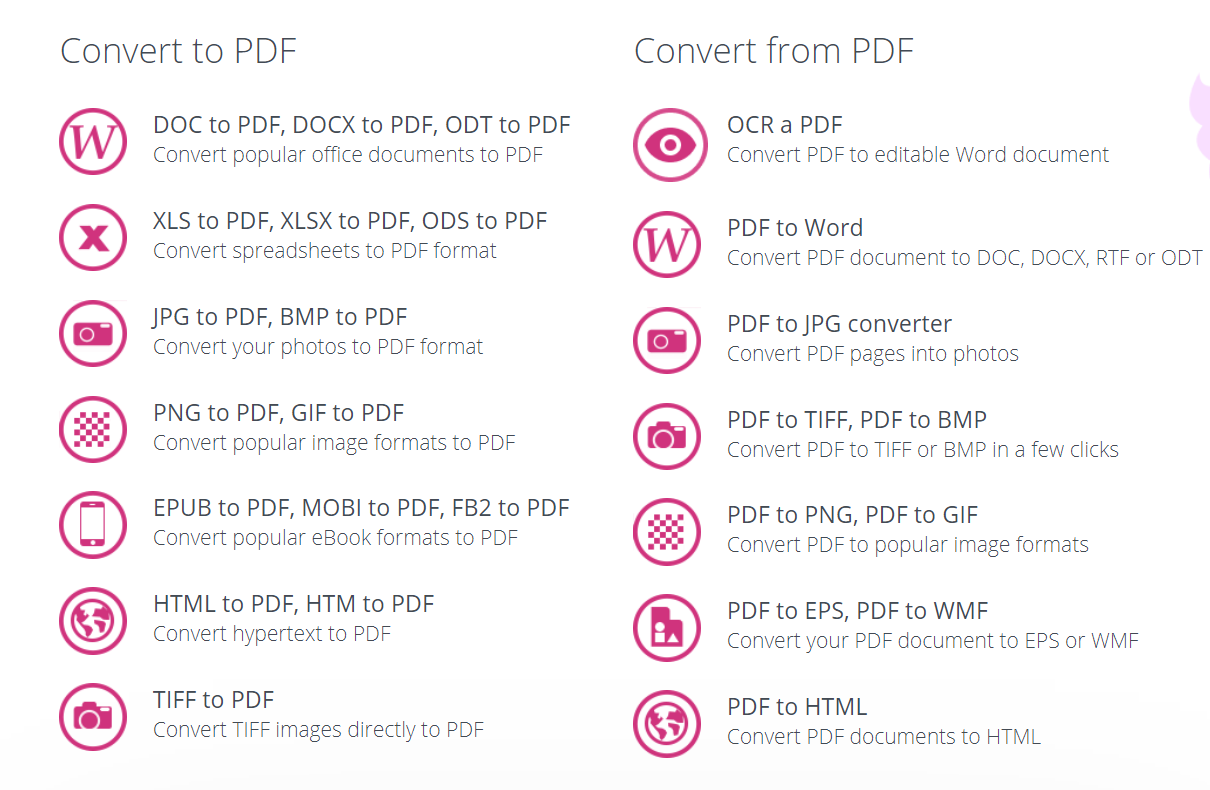 Convert to PDF
W
DOC to PDF, DOCX to PDF, ODT to PDF
Convert popular office documents to PDF
X
XLS to PDF, XLSX to PDF, ODS to PDF
Convert spreadsheets to PDF format
JPG to PDF, BMP to PDF
Convert your photos to PDF format
PNG to PDF, GIF to PDF
Convert popular image formats to PDF
EPUB to PDF, MOBI to PDF, FB2 to PDF
Convert popular eBook formats to PDF
HTML to PDF, HTM to PDF
Convert hypertext to PDF
TIFF to PDF
Convert TIFF images directly to PDF
Convert from PDF
OCR a PDF
Convert PDF to editable Word document
W
PDF to Word
Convert PDF document to DOC, DOCX, RTF or ODT
PDF to JPG converter
Convert PDF pages into photos
PDF to TIFF, PDF to BMP
Convert PDF to TIFF or BMP in a few clicks
PDF to PNG, PDF to GIF
Convert PDF to popular image formats
PDF to EPS, PDF to WMF
Convert your PDF document to EPS or WMF
PDF to HTML
Convert PDF documents to HTML